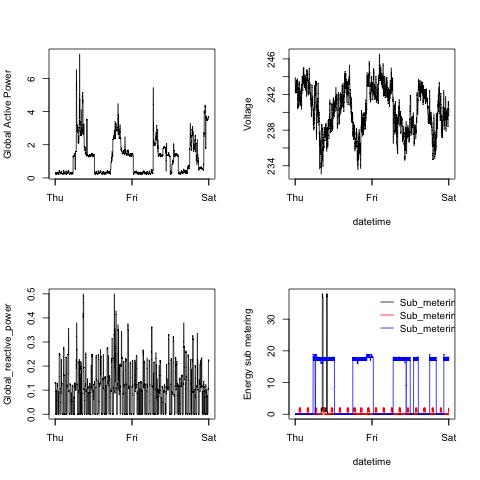 Global Active Power
0 2 4 6
Thu Fri Sat
Voltage
234 238 242 246
Thu Fri Sat
datetime
Global_reactive_power
0.0 0.1 0.2 0.3 0.4 0.5
Thu Fri Sat
Energy sub metering
0 10 20 30
Sub_meterin
Sub_meterin
Sub_meterin
Thu Fri Sat
datetime